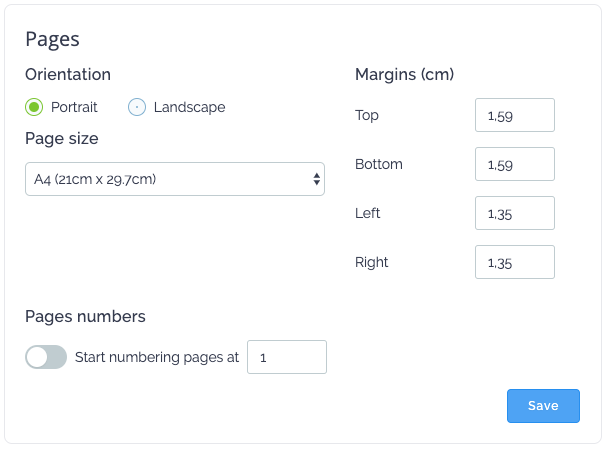 Pages
Orientation
Portrait
Landscape
Page size
A4 (21cm x 29.7cm)
Margins (cm)
Top
1,59
Bottom
1,59
Left
1,35
Right
1,35
Pages numbers
Start numbering pages at 1
Save